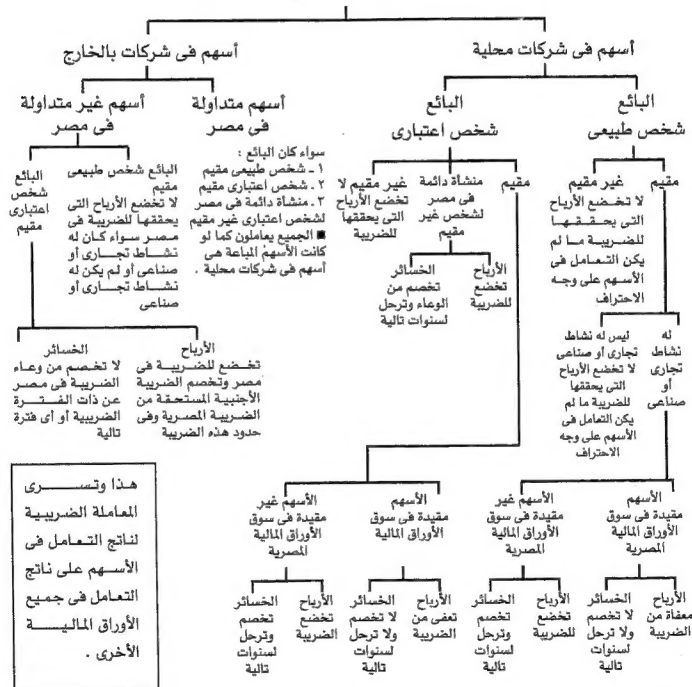 أسهم فى شركات محلية
أسهم فى شركات بالخارج
البائع
شخص طبيعى
البائع
شخص اعتبارى
أسهم متداولة
فى مصر
أسهم غير متداولة
فى مصر
مقيم
غير مقيم
لا تخضع الأرباح
التى يحققها
للضريبة ما لم
يكن التعامل فى
الأسهم على وجه
الاحتراف
مقيم
منشأة دائمة
فى مصر
لشخص غير
مقيم
غير مقيم لا
تخضع الأرباح
التى يحققها
للضريبة
سواء كان البائع :
١ ـ شخص طبيعى مقيم
٢ ـ شخص اعتبارى مقيم
٣ ـ منشأة دائمة فى مصر
لشخص اعتبارى غير مقيم
■ الجميع يعاملون كما لو
كانت الأسهم المباعة هى
أسهم فى شركات محلية .
البائع شخص طبيعى
مقيم
لا تخضع الأرباح التى
يحققها للضريبة فى
مصر سواء كان له
نشاط تجارى أو
صناعى أو لم يكن له
نشاط تجارى أو
صناعى
البائع
شخص
اعتبارى
مقيم
الأرباح
تخضع
للضريبة
الخسائر
تخصم من
الوعاء وترحل
لسنوات تالية
له
نشاط
تجارى
أو
صناعى
ليس له نشاط
تجارى أو صناعى
لا تخضع الأرباح
التى يحققها
للضريبة ما لم
يكن التعامل فى
الأسهم على وجه
الاحتراف
الأرباح
تخضع للضريبة فى
مصر وتخصم الضريبة
الأجنبية المستحقة من
الضريبة المصرية وفى
حدود هذه الضريبة
الخسائر
لا تخصم من وعاء
الضريبة فى مصر
عن ذات الفترة
الضريبية أو أى فترة
تالية
الأسهم
مقيدة فى سوق
الأوراق المالية
المصرية
الأسهم غير
مقيدة فى سوق
الأوراق المالية
المصرية
الأسهم
مقيدة فى سوق
الأوراق المالية
الأسهم غير
مقيدة فى سوق
الأوراق المالية
المصرية
الأرباح
معفاة من
الضريبة
الخسائر
لا تخصم
ولا ترحل
لسنوات
تالية
الأرباح
تخضع
للضريبة
الخسائر
تخصم
وترحل
لسنوات
تالية
الأرباح
تعفى من
الضريبة
الخسائر
لا تخصم
ولا ترحل
لسنوات
تالية
الأرباح
تخضع
الضريبة
الخسائر
تخصم
وترحل
لسنوات
تالية
هذا وتسرى
المعاملة الضريبية
لناتج التعامل فى
الأسهم على ناتج
التعامل فى جميع
الأوراق المالية
الأخرى .